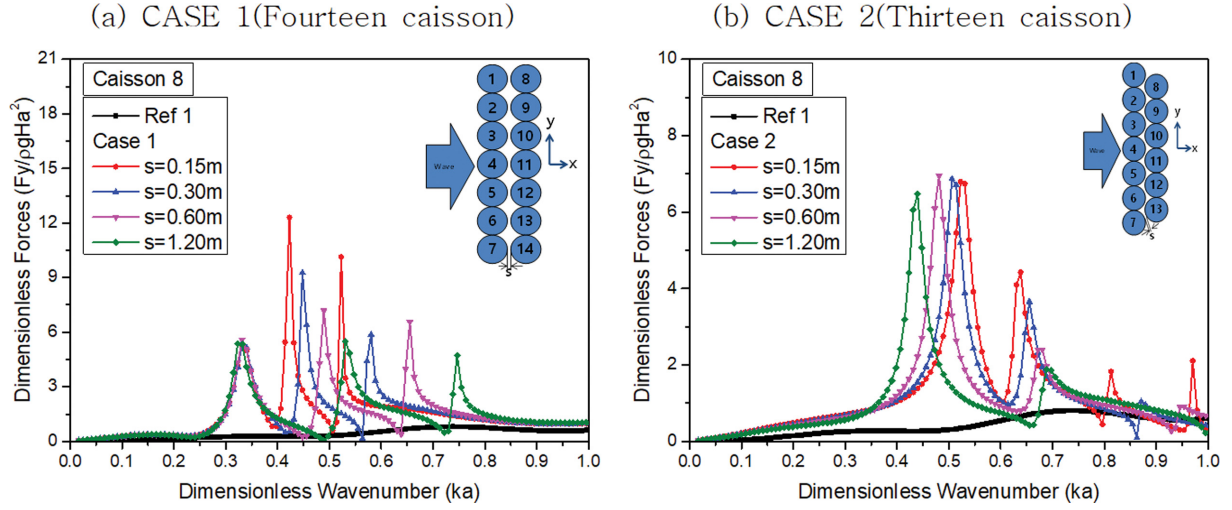 (a) CASE 1(Fourteen caisson)
Caisson 8
Ref 1
Case 1
s=0.15m
s=0.30m
s=0.60m
s=1.20m
Wave
1 8
2 9
3 10
4 11
5 12
6 13
7 14
s
y
x
Dimensionless Forces (Fy/ρgHa²)
21
18
15
12
9
6
3
0
0.0 0.1 0.2 0.3 0.4 0.5 0.6 0.7 0.8 0.9 1.0
Dimensionless Wavenumber (ka)
(b) CASE 2(Thirteen caisson)
Caisson 8
Ref 1
Case 2
s=0.15m
s=0.30m
s=0.60m
s=1.20m
Wave
1
8
2
9
3
10
4
11
5
12
6
13
7
s
y
x
Dimensionless Forces (Fy/ρgHa²)
10
8
6
4
2
0
0.0 0.1 0.2 0.3 0.4 0.5 0.6 0.7 0.8 0.9 1.0
Dimensionless Wavenumber (ka)